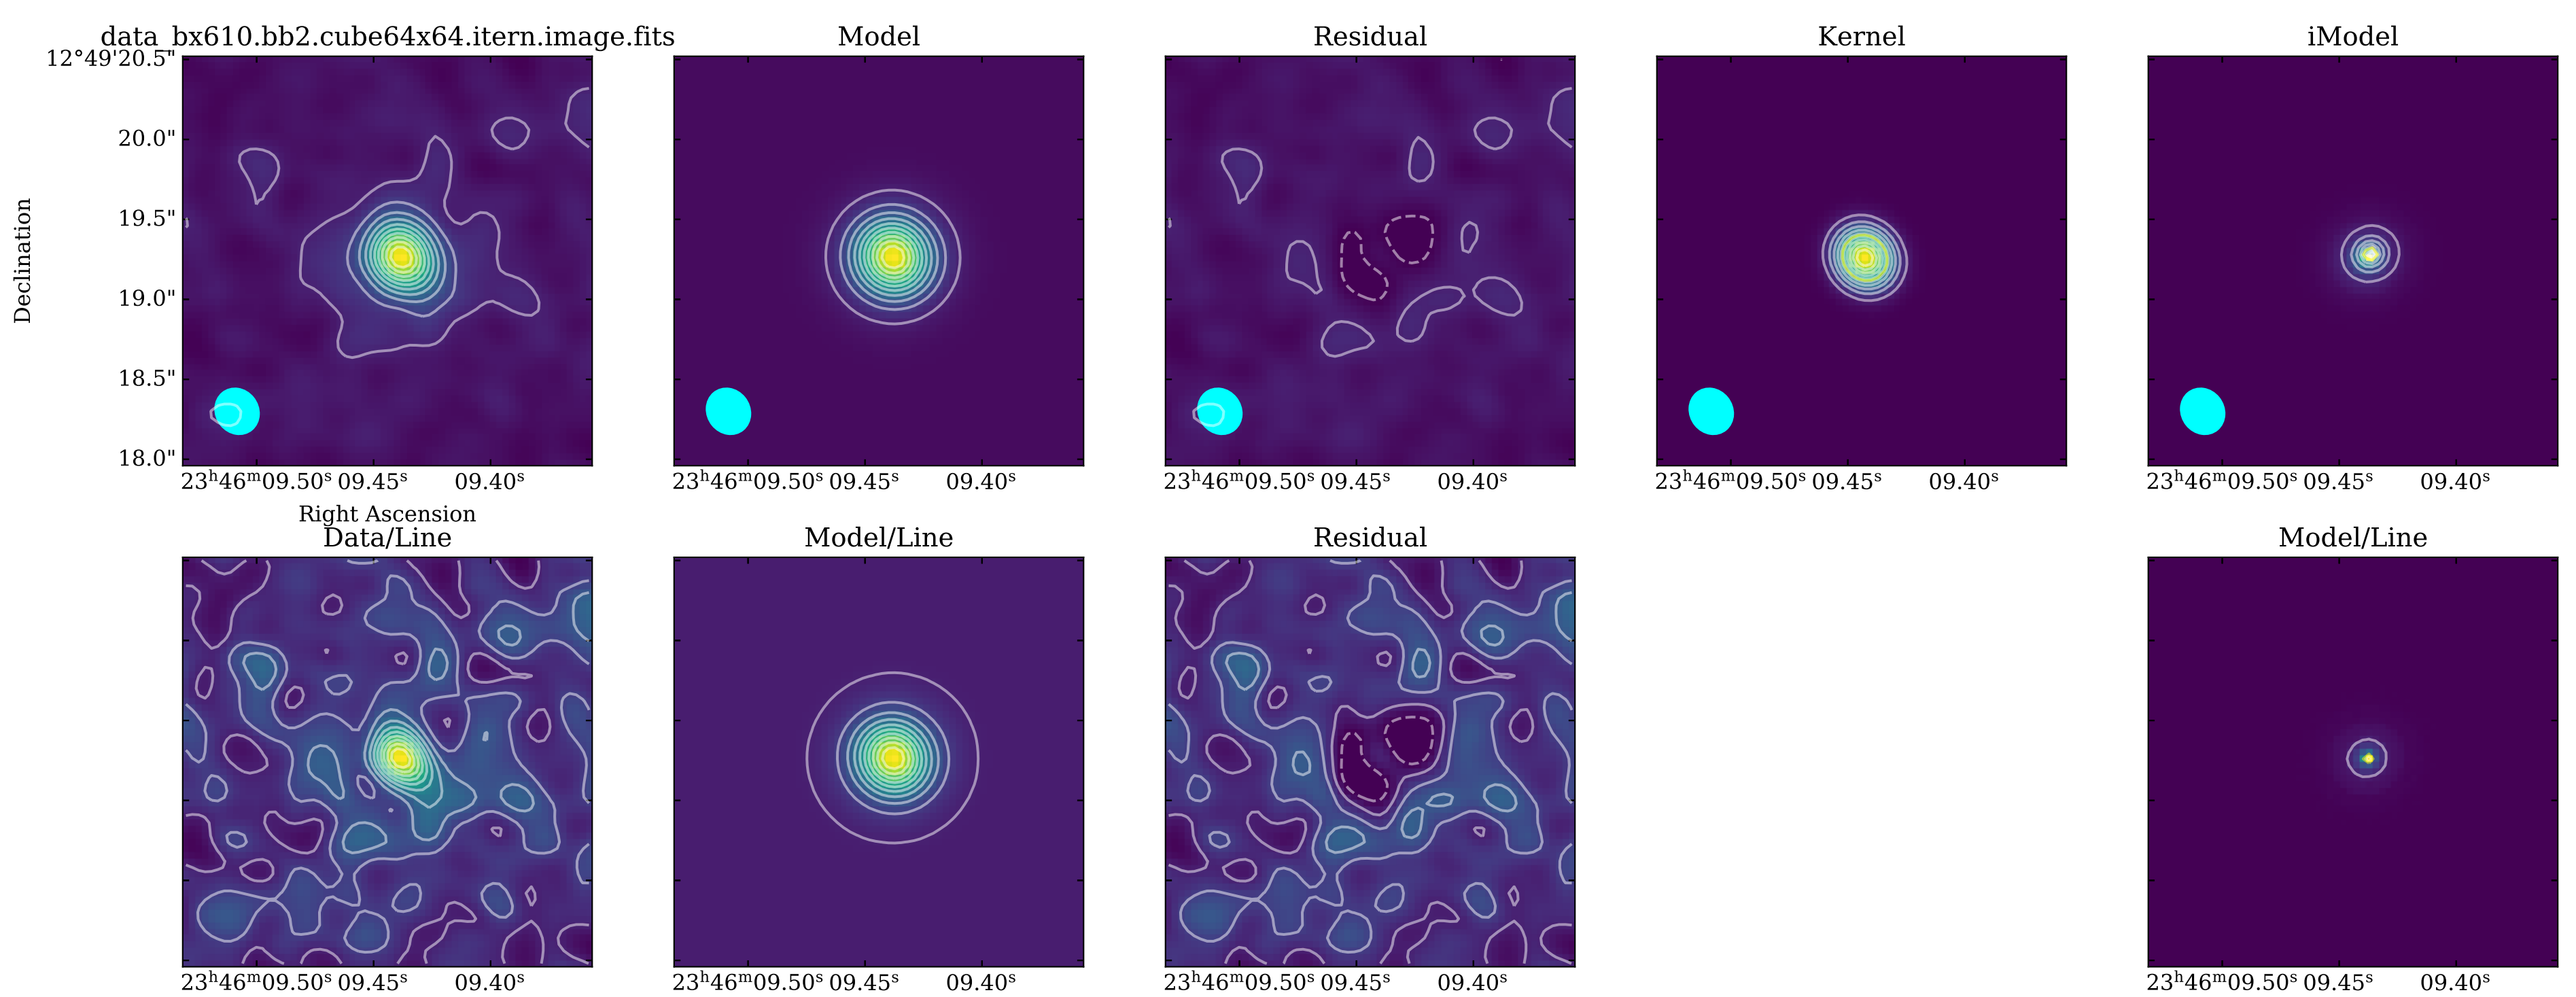 data_bx610.bb2.cube64x64.itern.image.fits
Model
Residual
Kernel
iModel
12°49'20.5"
20.0"
19.5"
19.0"
18.5"
18.0"
Declination
23ʰ46ᵐ09.50ˢ 09.45ˢ 09.40ˢ
23ʰ46ᵐ09.50ˢ 09.45ˢ 09.40ˢ
23ʰ46ᵐ09.50ˢ 09.45ˢ 09.40ˢ
23ʰ46ᵐ09.50ˢ 09.45ˢ 09.40ˢ
23ʰ46ᵐ09.50ˢ 09.45ˢ 09.40ˢ
Right Ascension
Data/Line
Model/Line
Residual
Model/Line
23ʰ46ᵐ09.50ˢ 09.45ˢ 09.40ˢ
23ʰ46ᵐ09.50ˢ 09.45ˢ 09.40ˢ
23ʰ46ᵐ09.50ˢ 09.45ˢ 09.40ˢ
23ʰ46ᵐ09.50ˢ 09.45ˢ 09.40ˢ